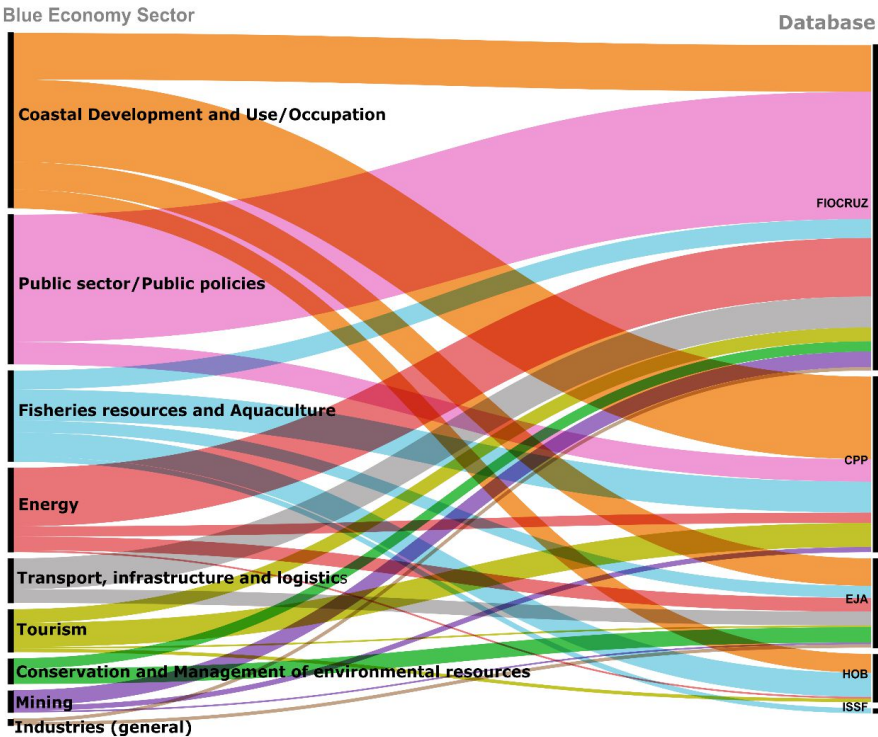 Blue Economy Sector
Database
Coastal Development and Use/Occupation
FIOCRUZ
Public sector/Public policies
Fisheries resources and Aquaculture
CPP
Energy
Transport, infrastructure and logistics
EJA
Tourism
Conservation and Management of environmental resources
HOB
Mining
ISSF
Industries (general)